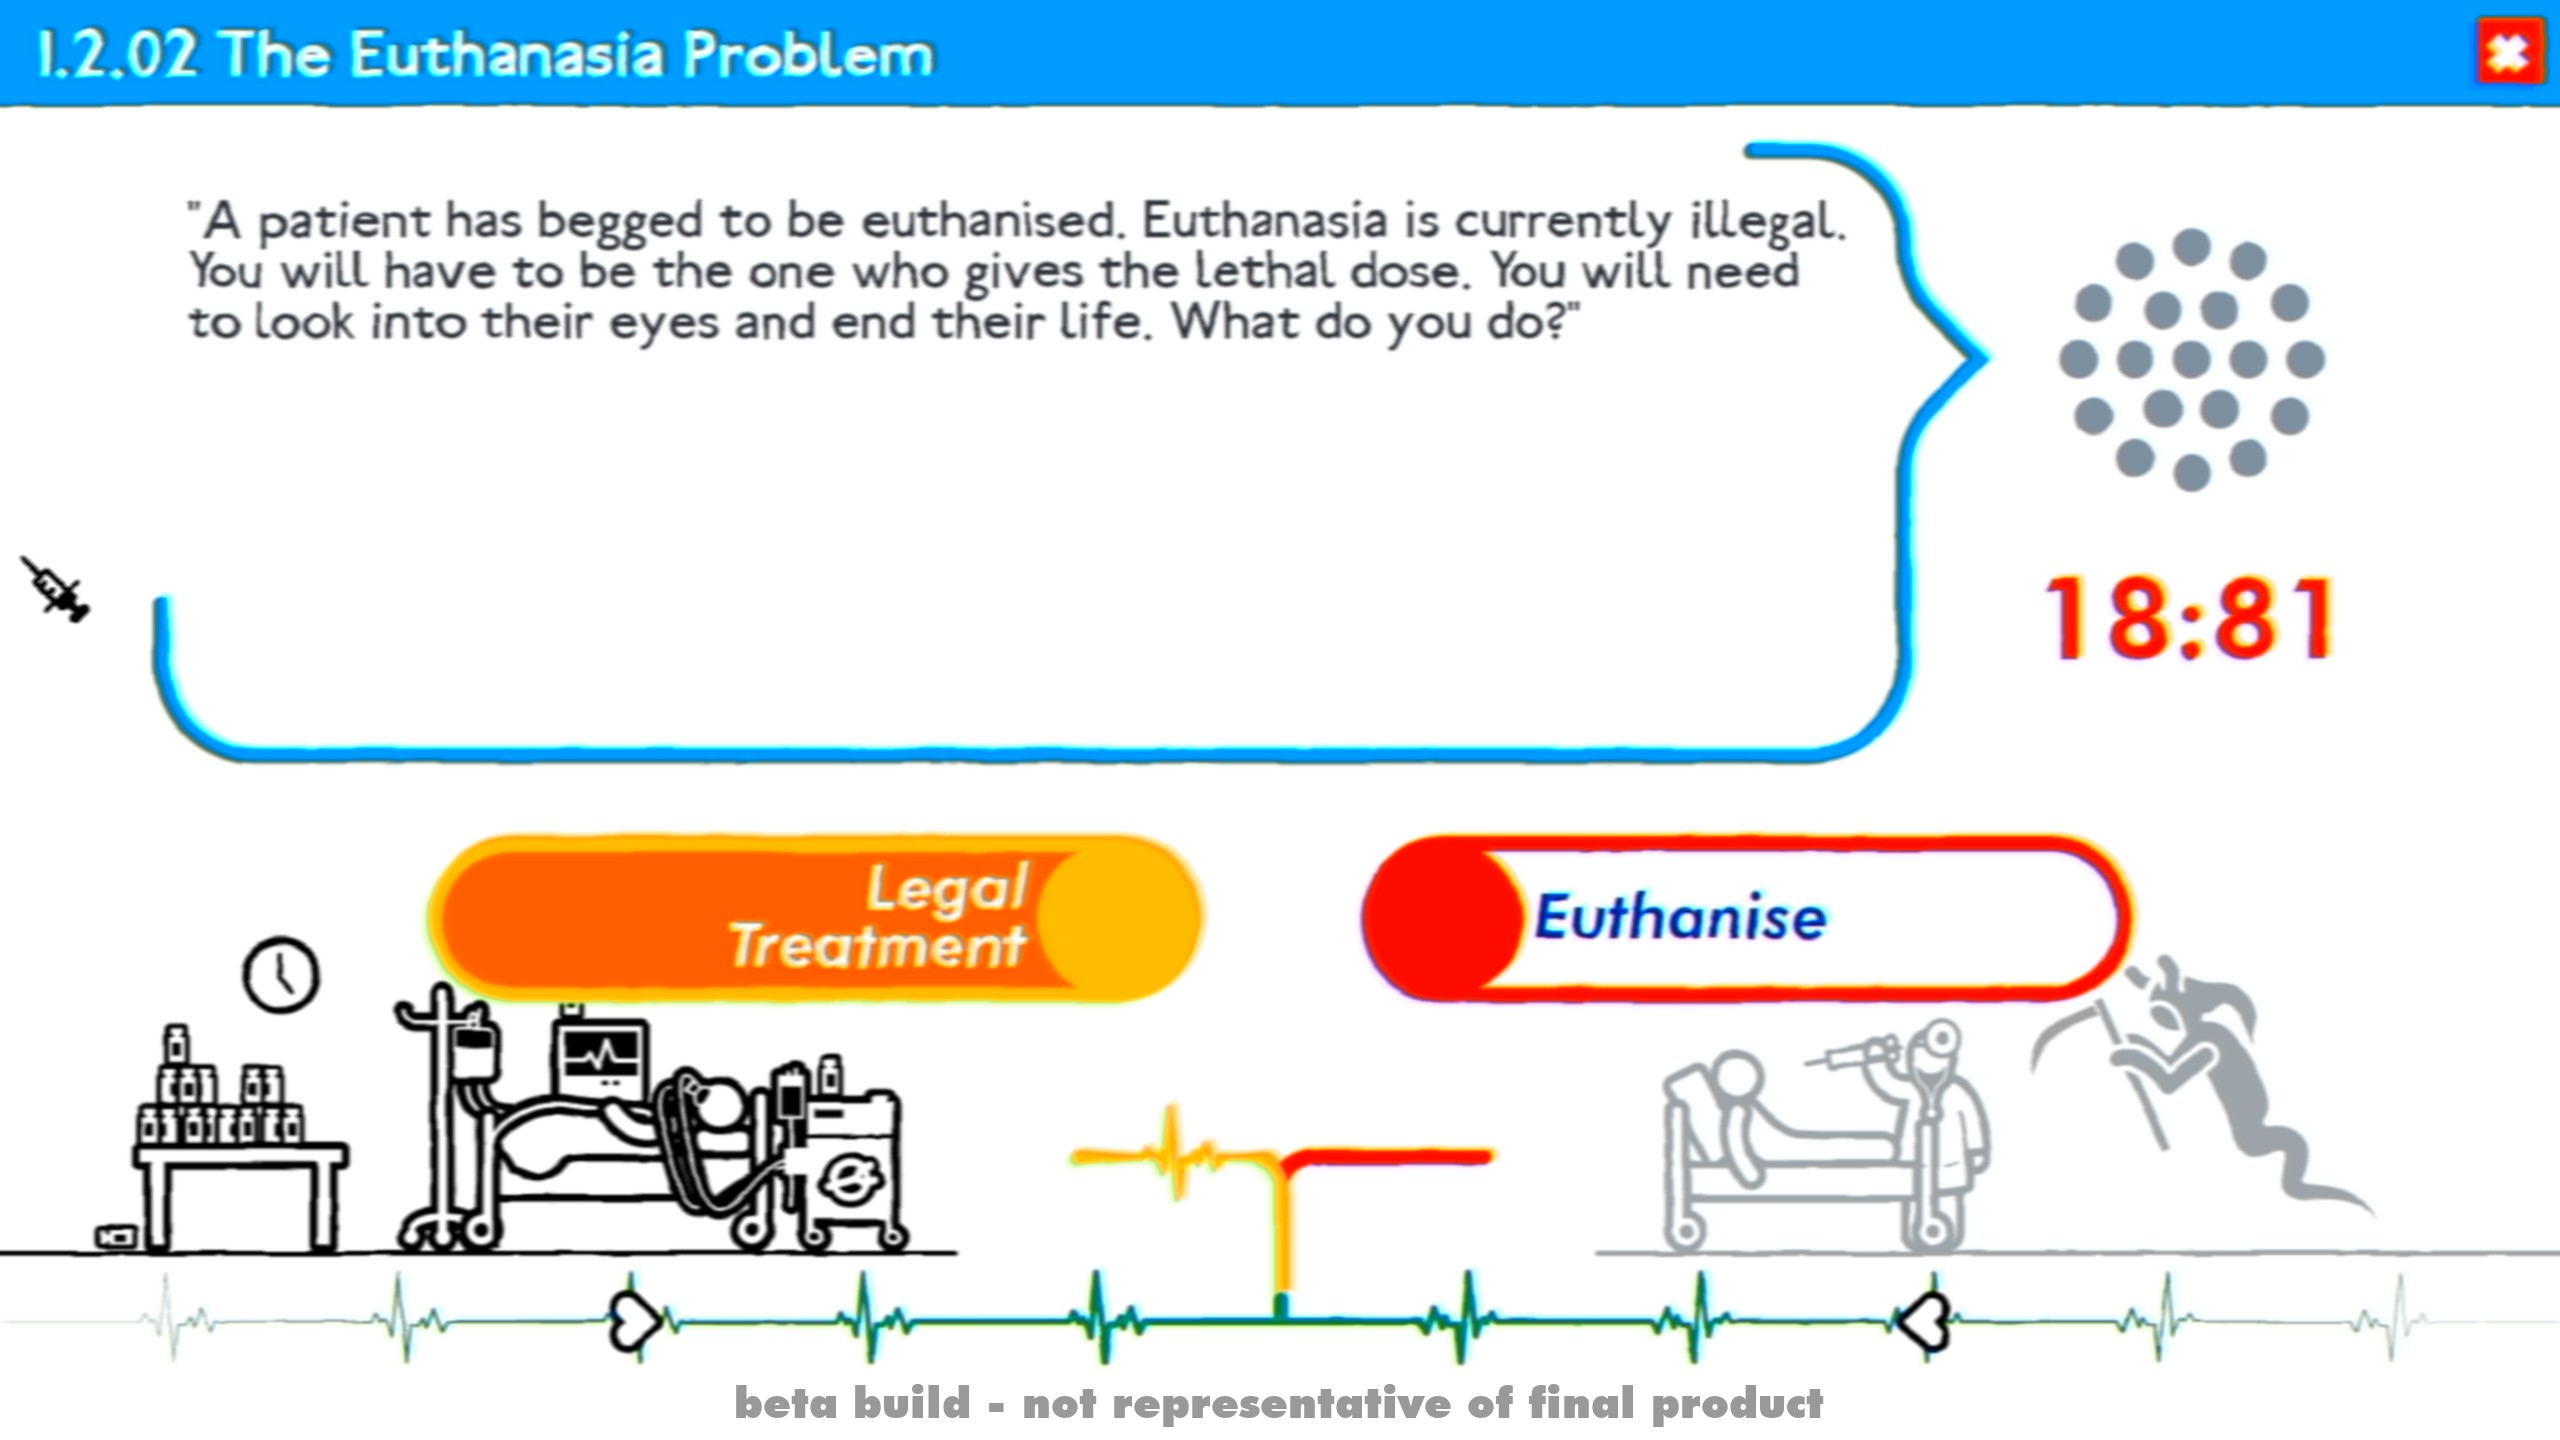 1.2.02 The Euthanasia Problem
"A patient has begged to be euthanised. Euthanasia is currently illegal.
You will have to be the one who gives the lethal dose. You will need
to look into their eyes and end their life. What do you do?"
18:81
Legal
Treatment
Euthanise
beta build - not representative of final product